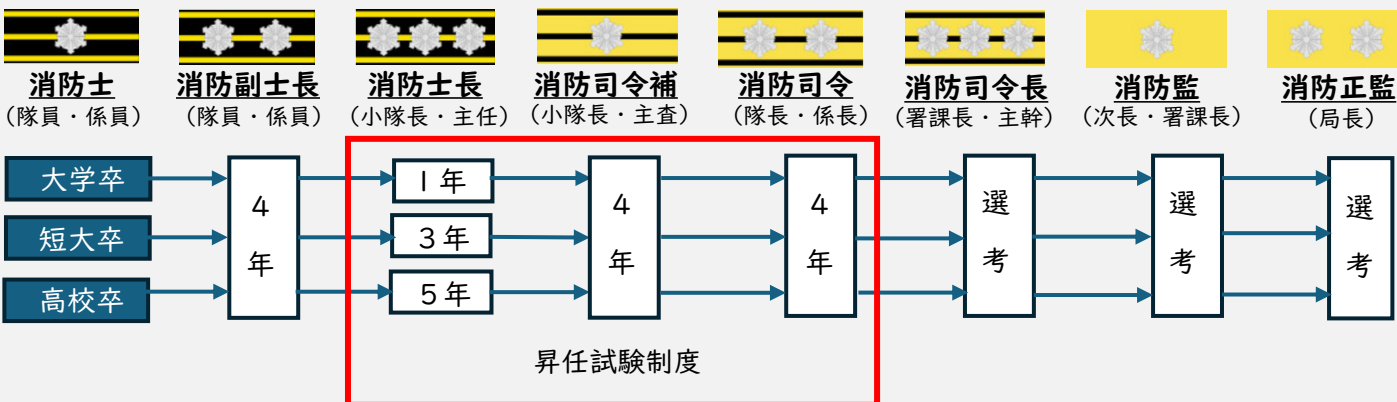 消防士 消防副士長 消防士長 消防司令補 消防司令 消防司令長 消防監 消防正監
(隊員・係員) (隊員・係員) (小隊長・主任) (小隊長・主査) (隊長・係長) (署課長・主幹) (次長・署課長) (局長)
大学卒
短大卒
高校卒
4
年
1年
3年
5年
4
年
4
年
選
考
選
考
選
考
昇任試験制度